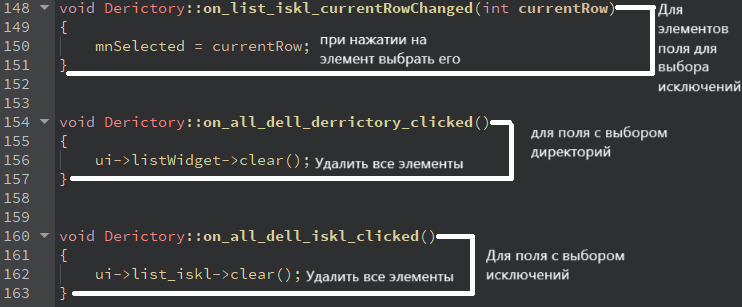 148 void Derictory::on_list_iskl_currentRowChanged(int currentRow) Для
149 { элементов
150 mnSelected = currentRow; при нажатии на поля для
151 } элемент выбрать его выбора
152 исключений
153
154 void Derictory::on_all_dell_derrictory_clicked() для поля с выбором
155 { директорий
156 ui->listWidget->clear(); Удалить все элементы
157 }
158
159
160 void Derictory::on_all_dell_iskl_clicked() Для поля с выбором
161 { исключений
162 ui->list_iskl->clear(); Удалить все элементы
163 }